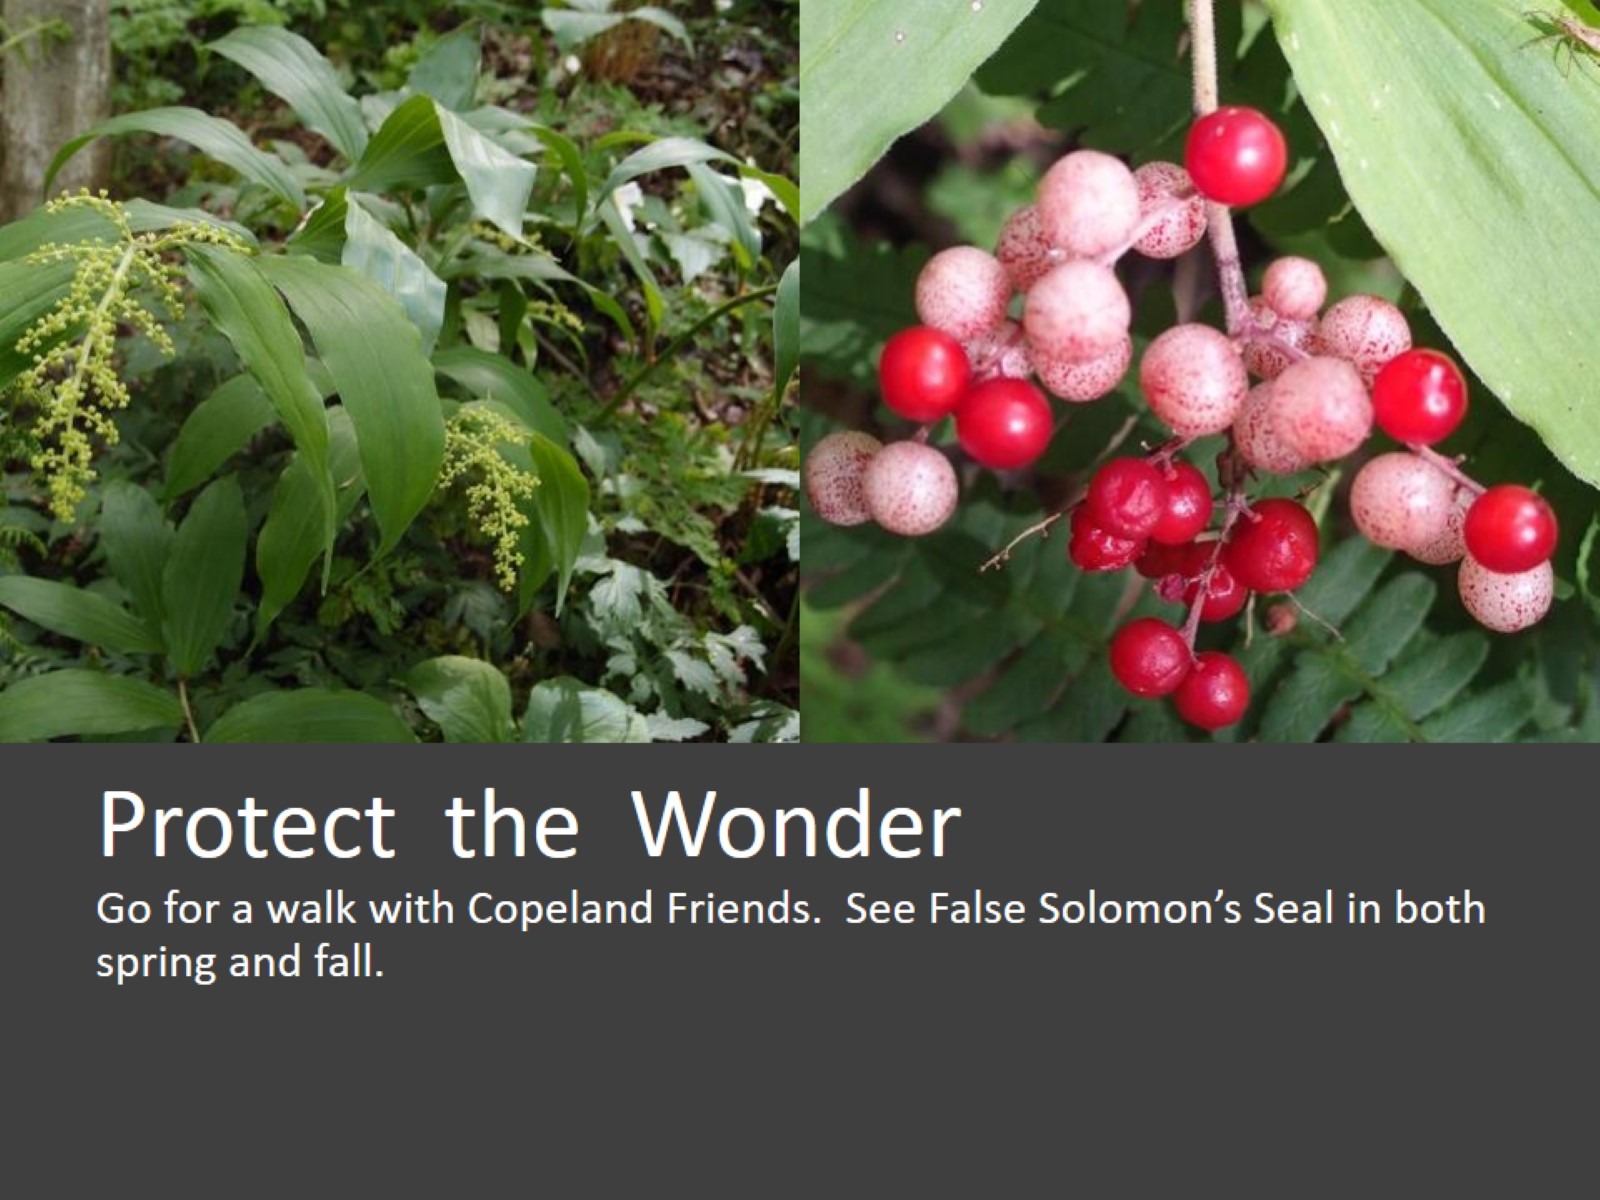 Protect the Wonder
Go for a walk with Copeland Friends. See False Solomon’s Seal in both
spring and fall.